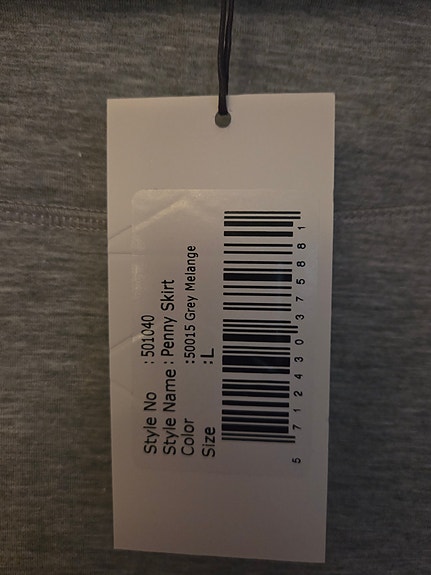 Style No : 501040
Style Name : Penny Skirt
Color : 50015 Grey Melange
Size : L
5 712430 375881